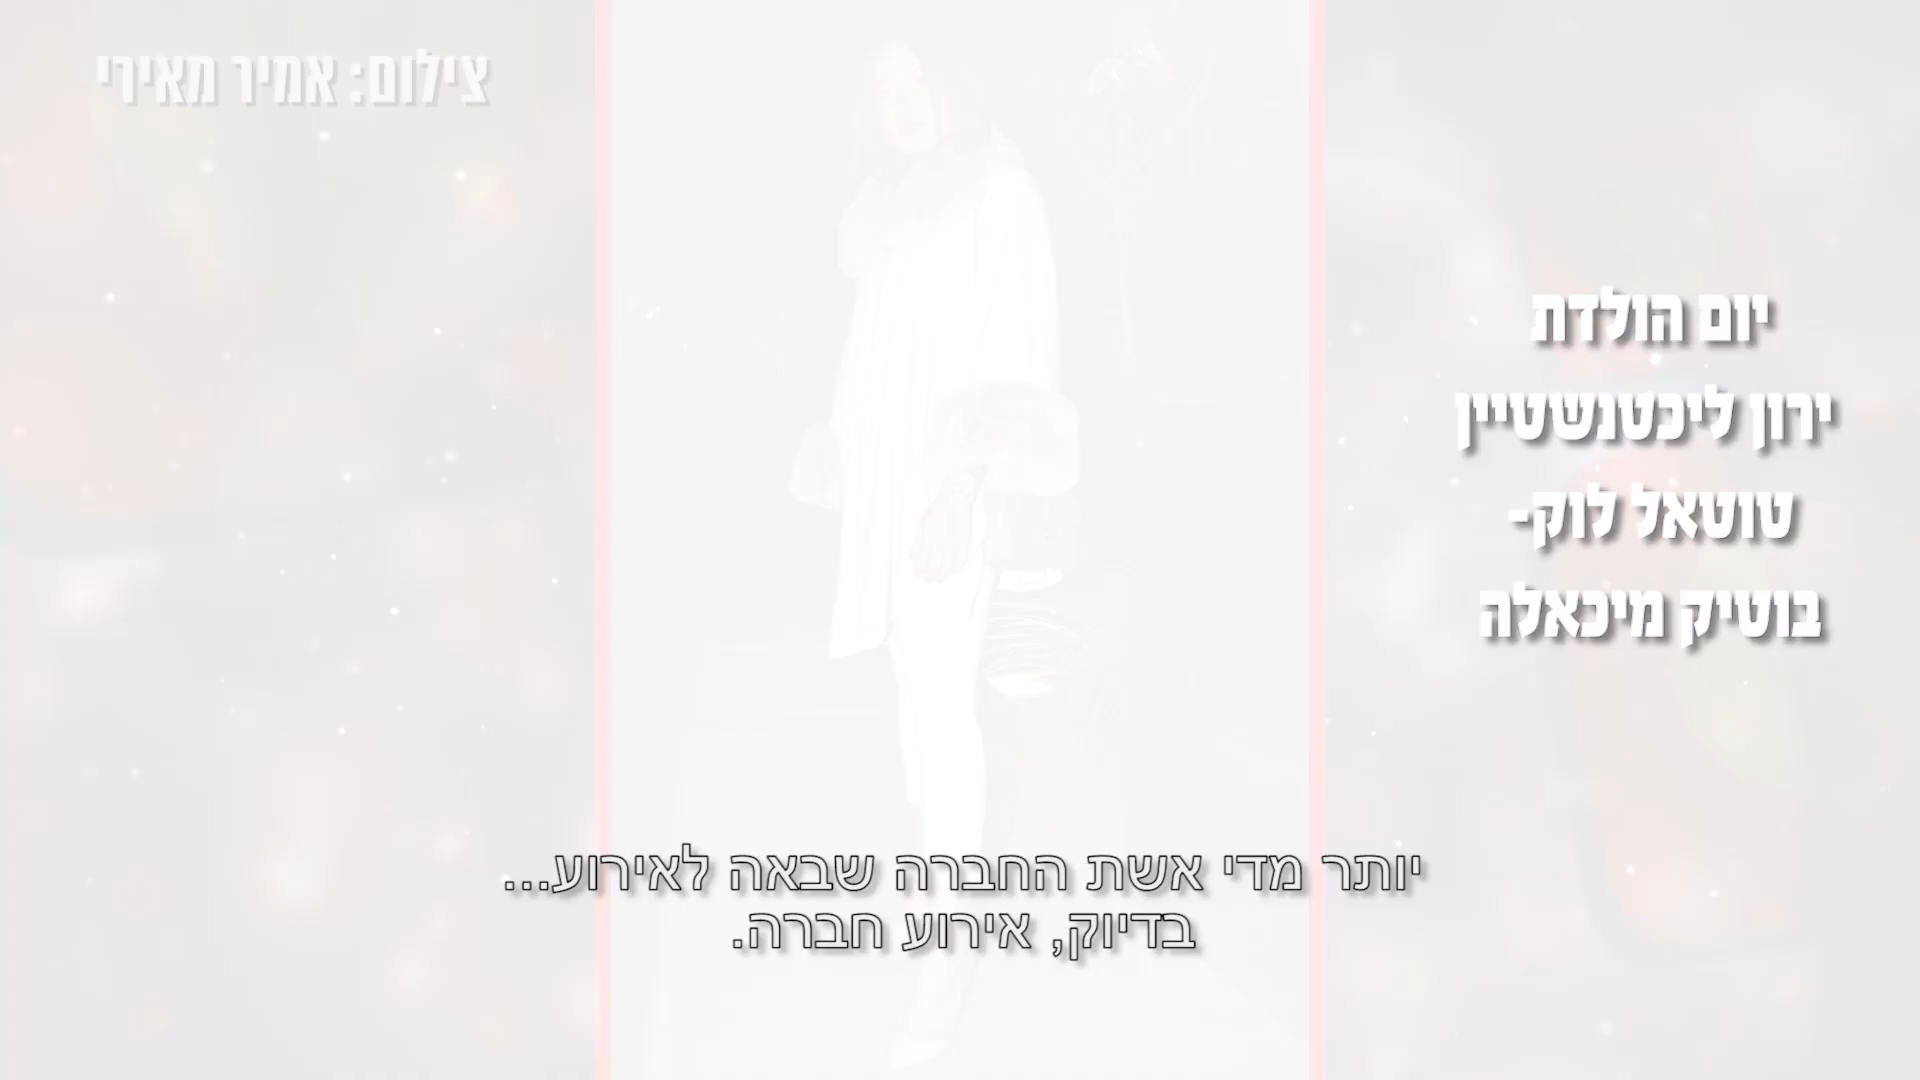 צילום: אמיר מאירי
יום הולדת
ירון ליכטנשטיין
טוטאל לוק-
בוטיק מיכאלה
יותר מדי אשת החברה שבאה לאירוע...
בדיוק, אירוע חברה.